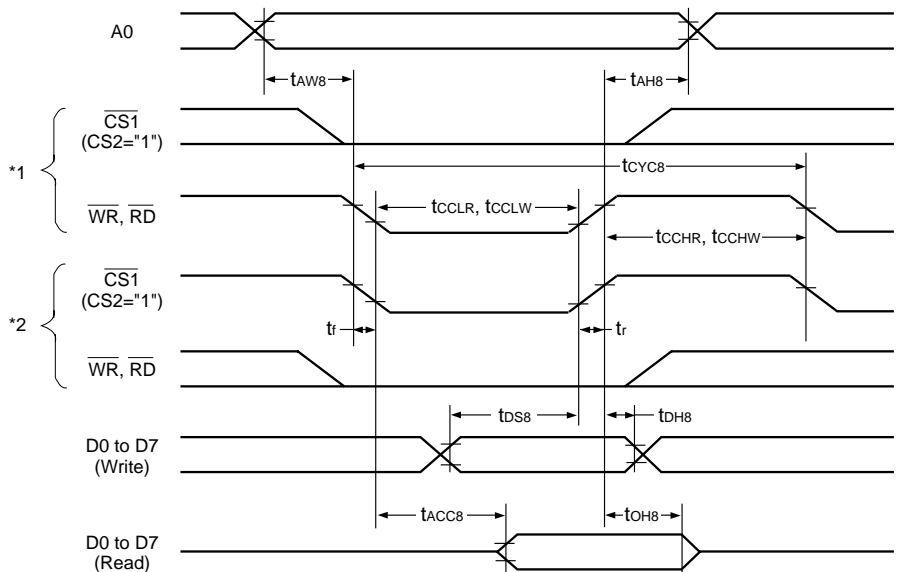 A0
tAW8
tAH8
*1
CS1
(CS2="1")
tCYC8
WR, RD
tCCLR, tCCLW
tCCHR, tCCHW
*2
CS1
(CS2="1")
tf
tr
WR, RD
tDS8
tDH8
D0 to D7
(Write)
tACC8
tOH8
D0 to D7
(Read)